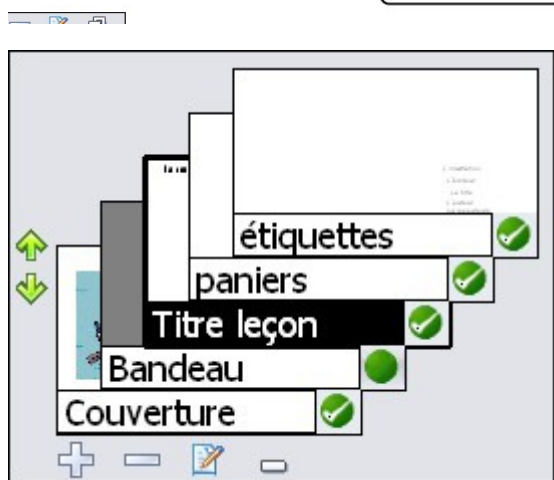 étiquettes
paniers
Titre leçon
Bandeau
Couverture